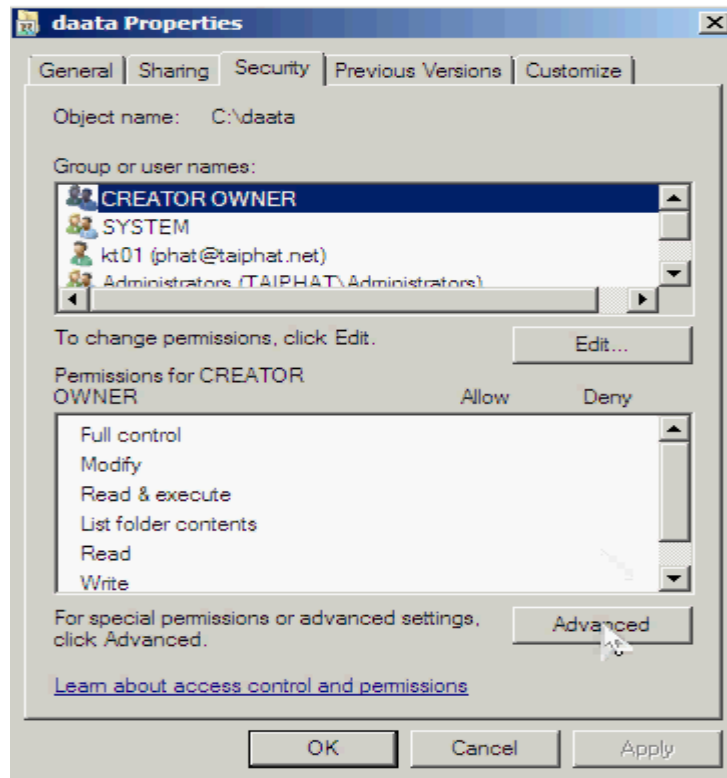 daata Properties
General Sharing Security Previous Versions Customize
Object name: C:\daata
Group or user names:
CREATOR OWNER
SYSTEM
kt01 (phat@taiphat.net)
Administrators (TAIPHAT\Administrators)
To change permissions, click Edit.
Edit...
Permissions for CREATOR
OWNER Allow Deny
Full control
Modify
Read & execute
List folder contents
Read
Write
For special permissions or advanced settings,
click Advanced.
Advanced
Learn about access control and permissions
OK Cancel Apply